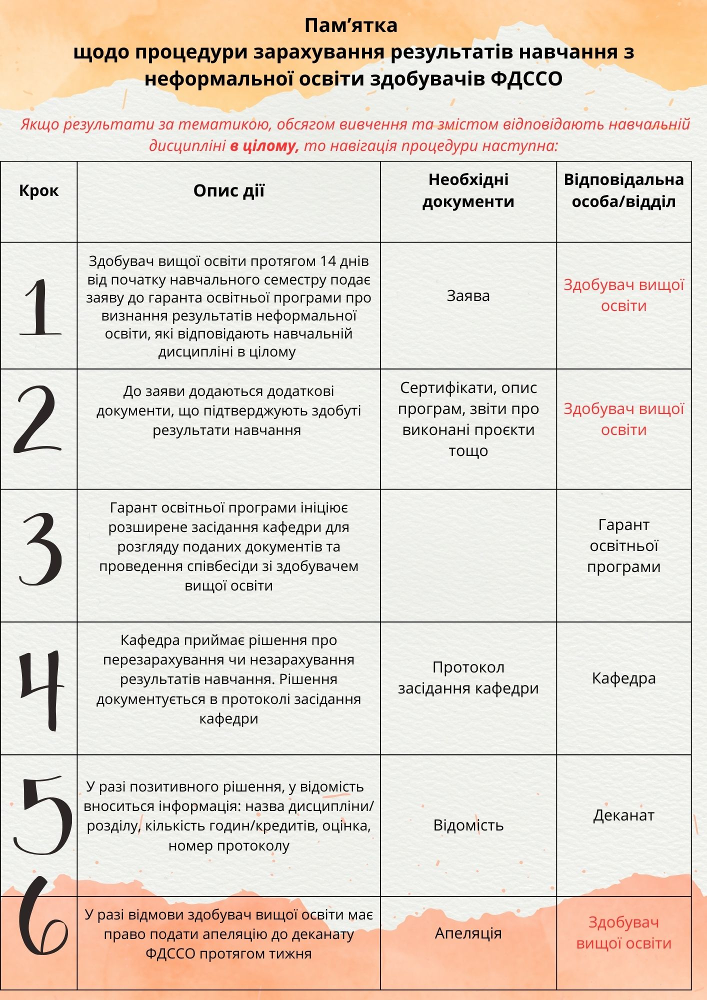 Пам’ятка
щодо процедури зарахування результатів навчання з
неформальної освіти здобувачів ФДССО
Якщо результати за тематикою, обсягом вивчення та змістом відповідають навчальній
дисципліні в цілому, то навігація процедури наступна:
Крок
Опис дії
Необхідні
документи
Відповідальна
особа/відділ
1
Здобувач вищої освіти протягом 14 днів
від початку навчального семестру подає
заяву до гаранта освітньої програми про
визнання результатів неформальної
освіти, які відповідають навчальній
дисципліні в цілому
Заява
Здобувач вищої
освіти
2
До заяви додаються додаткові
документи, що підтверджують здобуті
результати навчання
Сертифікати, опис
програм, звіти про
виконані проєкти
тощо
Здобувач вищої
освіти
3
Гарант освітньої програми ініціює
розширене засідання кафедри для
розгляду поданих документів та
проведення співбесіди зі здобувачем
вищої освіти
Гарант
освітньої
програми
4
Кафедра приймає рішення про
перезарахування чи незарахування
результатів навчання. Рішення
документується в протоколі засідання
кафедри
Протокол
засідання кафедри
Кафедра
5
У разі позитивного рішення, у відомість
вноситься інформація: назва дисципліни/
розділу, кількість годин/кредитів, оцінка,
номер протоколу
Відомість
Деканат
6
У разі відмови здобувач вищої освіти має
право подати апеляцію до деканату
ФДССО протягом тижня
Апеляція
Здобувач
вищої освіти